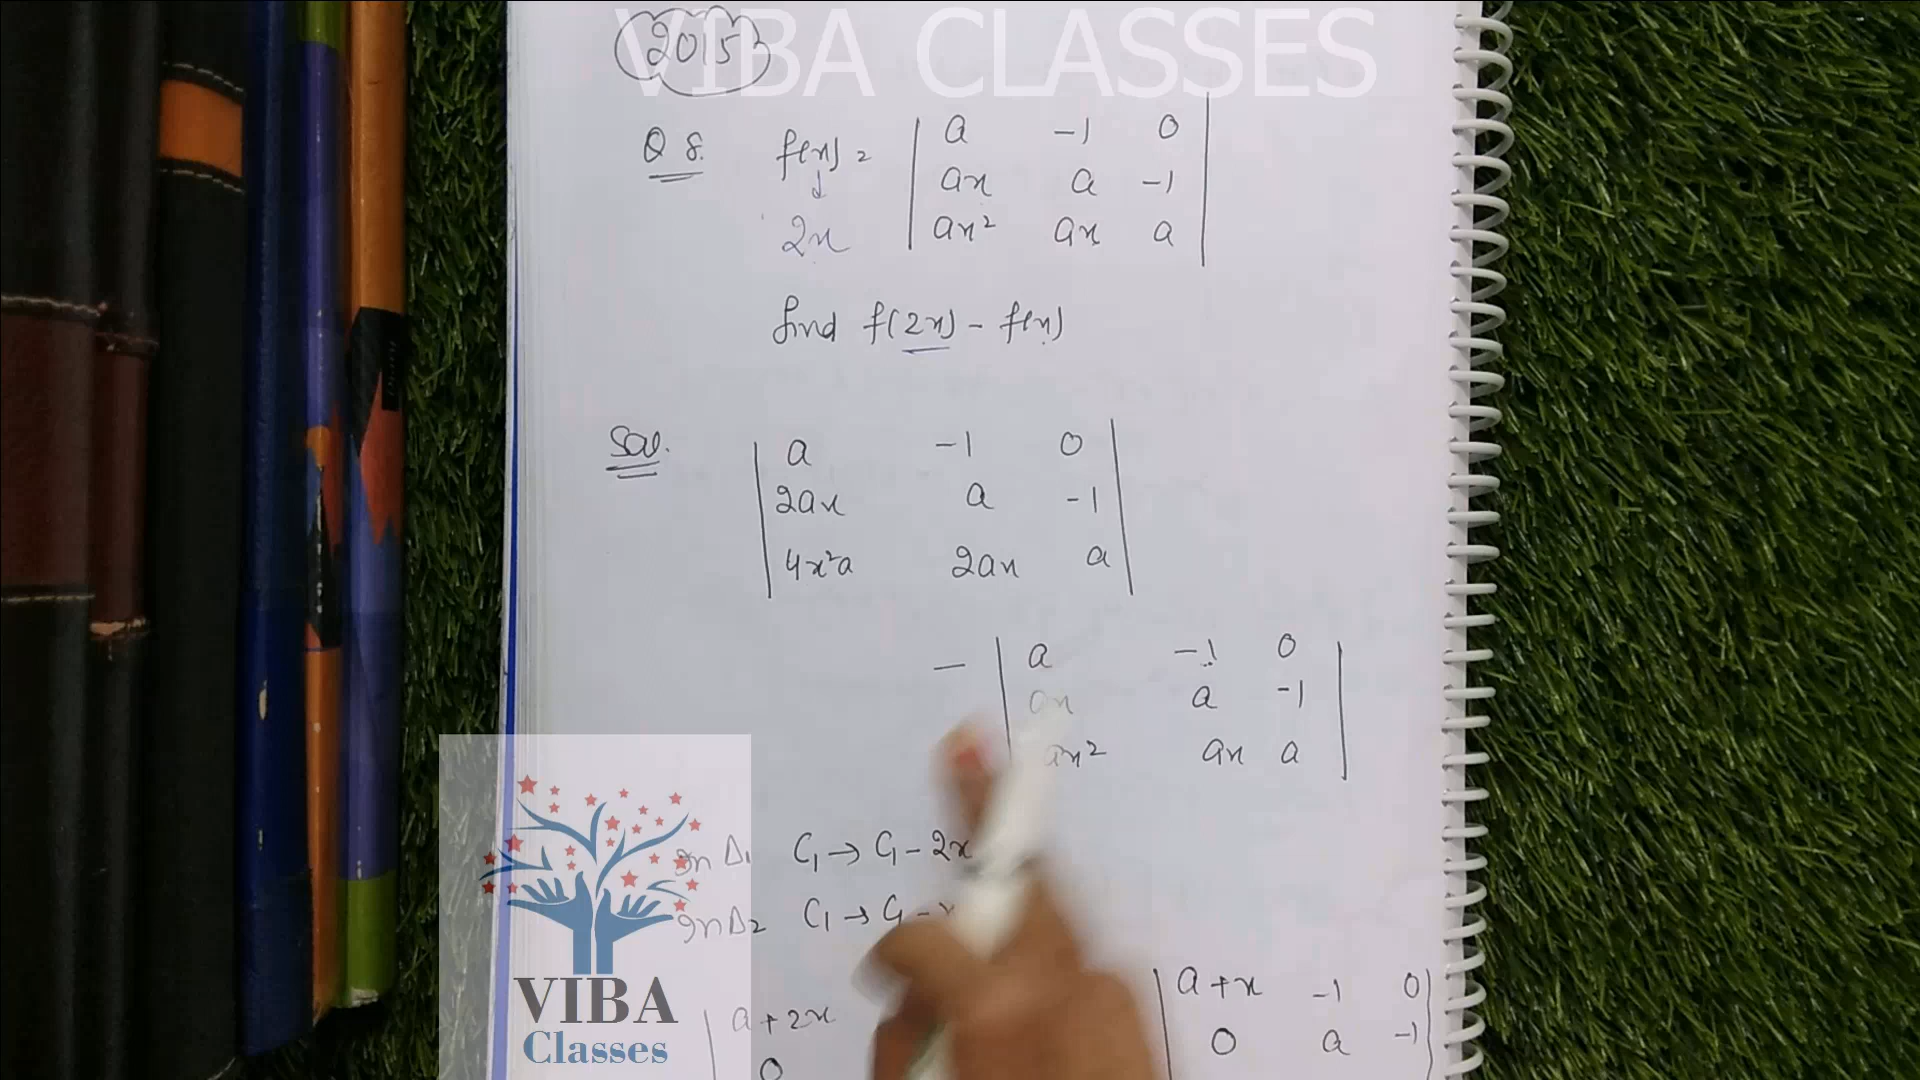 VIBA CLASSES
2015
Q 8. f(x) = | a -1 0 |
ax a -1
2x ax² ax a
find f(2x) - f(x)
Sol. | a -1 0 |
2ax a -1
4x²a 2ax a
- | a -1 0 |
ax a -1
ax² ax a
In Δ₁ C₁ → C₁ - 2x
In Δ₂ C₁ → C₁ - x
| a + 2x | a + x -1 0 |
0 0 a -1
VIBA
Classes